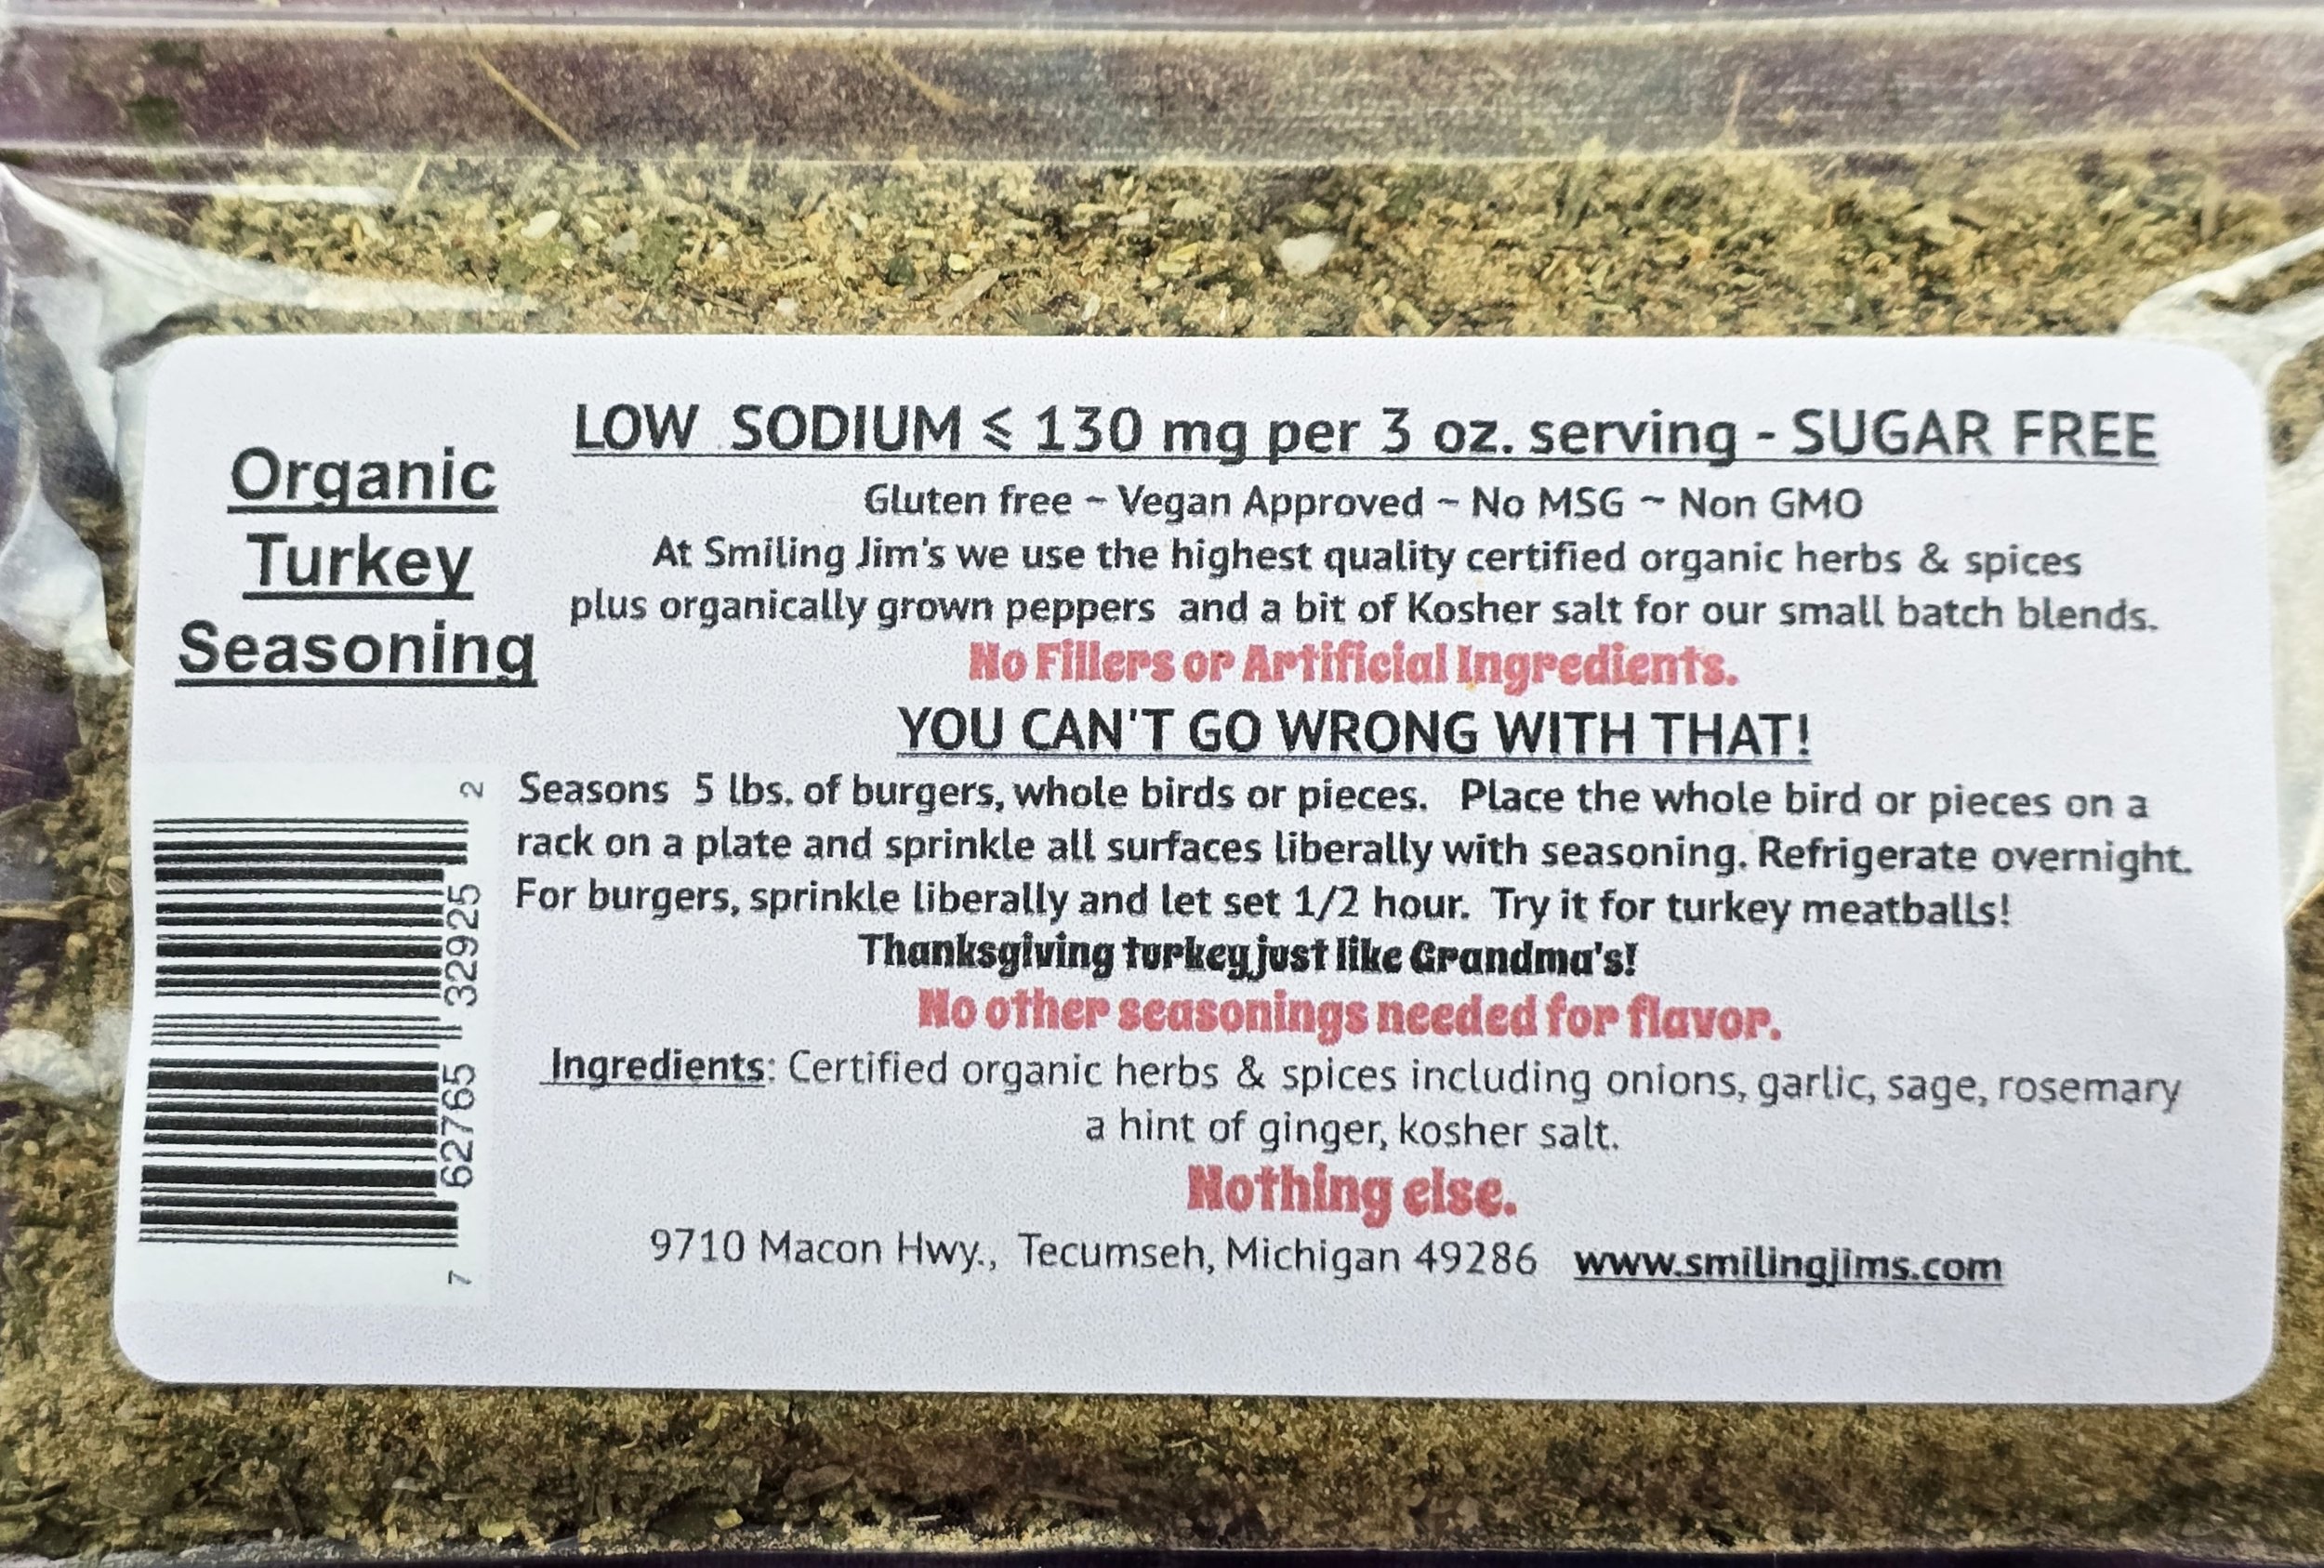 Organic
Turkey
Seasoning
LOW SODIUM ⩽ 130 mg per 3 oz. serving - SUGAR FREE
Gluten free ~ Vegan Approved ~ No MSG ~ Non GMO
At Smiling Jim's we use the highest quality certified organic herbs & spices
plus organically grown peppers and a bit of Kosher salt for our small batch blends.
No Fillers or Artificial Ingredients.
YOU CAN'T GO WRONG WITH THAT!
Seasons 5 lbs. of burgers, whole birds or pieces. Place the whole bird or pieces on a
rack on a plate and sprinkle all surfaces liberally with seasoning. Refrigerate overnight.
For burgers, sprinkle liberally and let set 1/2 hour. Try it for turkey meatballs!
Thanksgiving turkey just like Grandma's!
No other seasonings needed for flavor.
Ingredients: Certified organic herbs & spices including onions, garlic, sage, rosemary
a hint of ginger, kosher salt.
Nothing else.
9710 Macon Hwy., Tecumseh, Michigan 49286 www.smilingjims.com
7 62765 32925 2